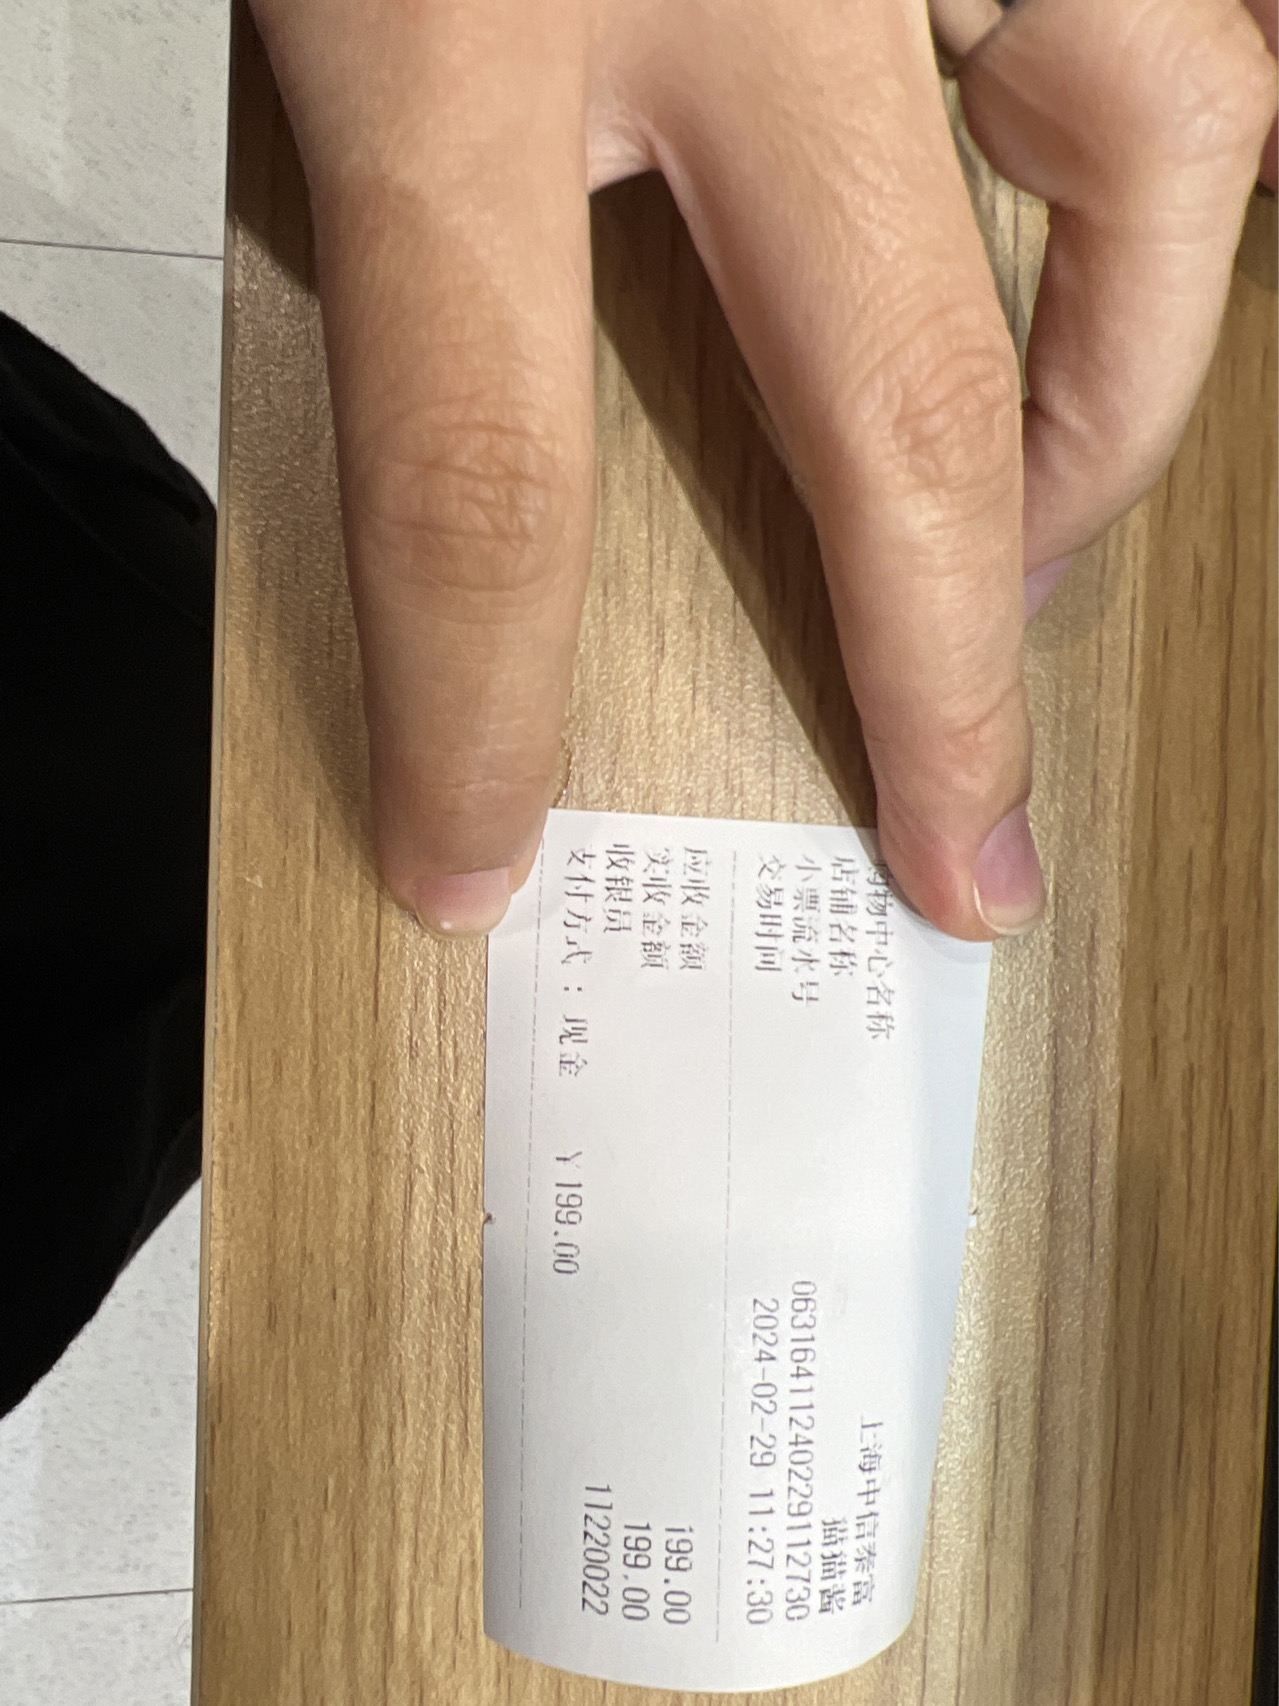 购物中心名称 上海中信泰富
店铺名称 猫猫酱
小票流水号 06316411240229112730
交易时间 2024-02-29 11:27:30
应收金额 199.00
实收金额 199.00
收银员 11220022
支付方式：现金 ￥199.00